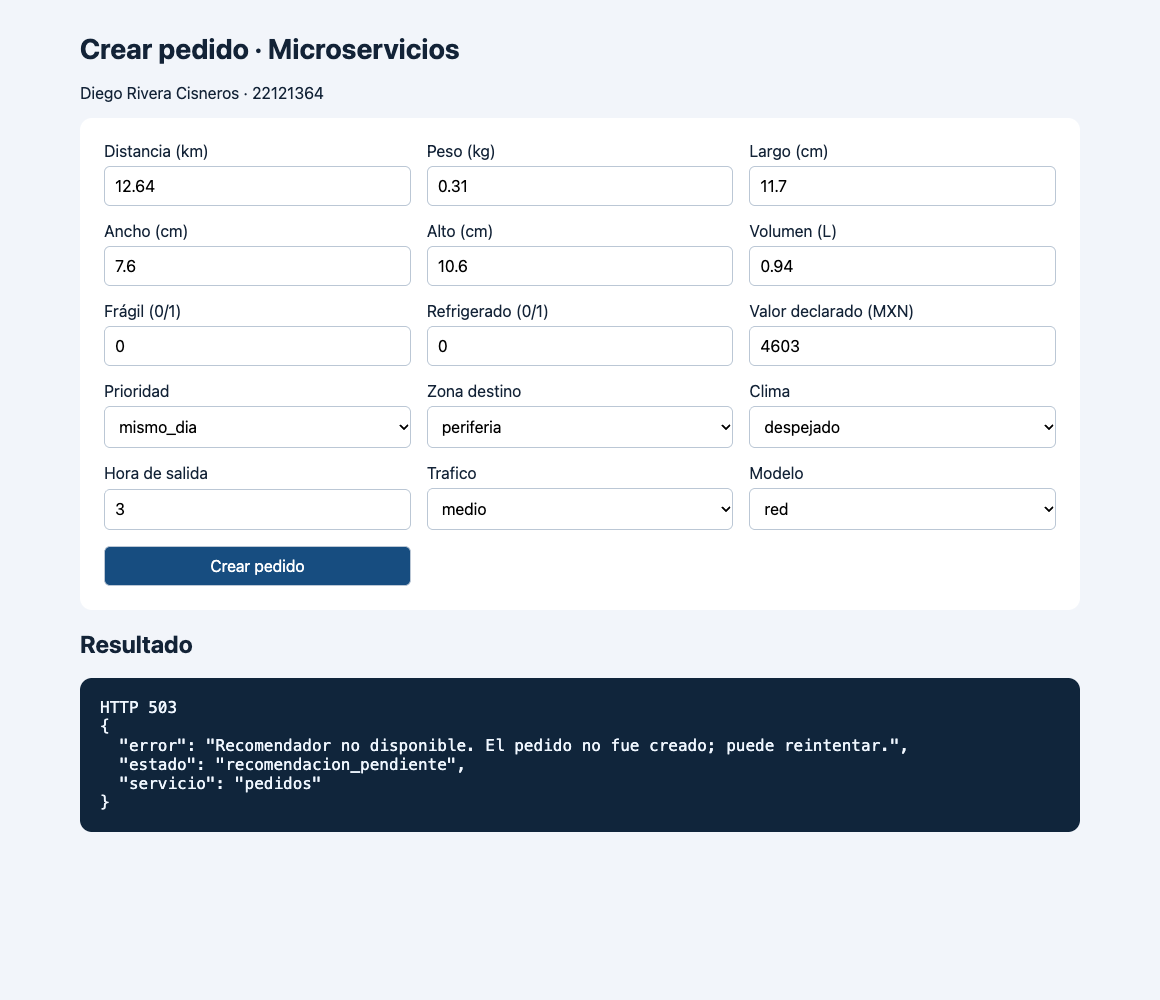 Crear pedido · Microservicios
Diego Rivera Cisneros · 22121364
Distancia (km) Peso (kg) Largo (cm)
12.64 0.31 11.7
Ancho (cm) Alto (cm) Volumen (L)
7.6 10.6 0.94
Frágil (0/1) Refrigerado (0/1) Valor declarado (MXN)
0 0 4603
Prioridad Zona destino Clima
mismo_dia periferia despejado
Hora de salida Trafico Modelo
3 medio red
Crear pedido
Resultado
HTTP 503
{
  "error": "Recomendador no disponible. El pedido no fue creado; puede reintentar.",
  "estado": "recomendacion_pendiente",
  "servicio": "pedidos"
}